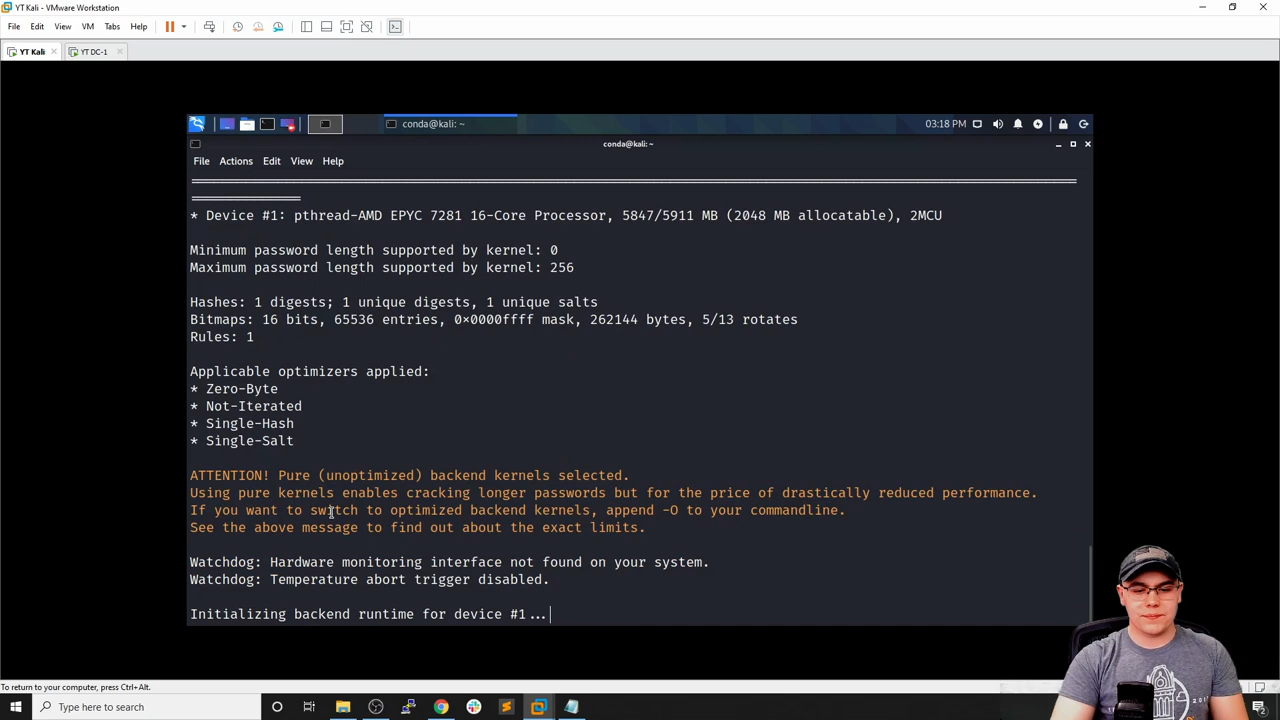 YT Kali - VMware Workstation
File Edit View VM Tabs Help
YT Kali YT DC-1
conda@kali: ~ 03:18 PM
conda@kali: ~
File Actions Edit View Help
* Device #1: pthread-AMD EPYC 7281 16-Core Processor, 5847/5911 MB (2048 MB allocatable), 2MCU
Minimum password length supported by kernel: 0
Maximum password length supported by kernel: 256
Hashes: 1 digests; 1 unique digests, 1 unique salts
Bitmaps: 16 bits, 65536 entries, 0x0000ffff mask, 262144 bytes, 5/13 rotates
Rules: 1
Applicable optimizers applied:
* Zero-Byte
* Not-Iterated
* Single-Hash
* Single-Salt
ATTENTION! Pure (unoptimized) backend kernels selected.
Using pure kernels enables cracking longer passwords but for the price of drastically reduced performance.
If you want to switch to optimized backend kernels, append -O to your commandline.
See the above message to find out about the exact limits.
Watchdog: Hardware monitoring interface not found on your system.
Watchdog: Temperature abort trigger disabled.
Initializing backend runtime for device #1...
To return to your computer, press Ctrl+Alt.
Type here to search